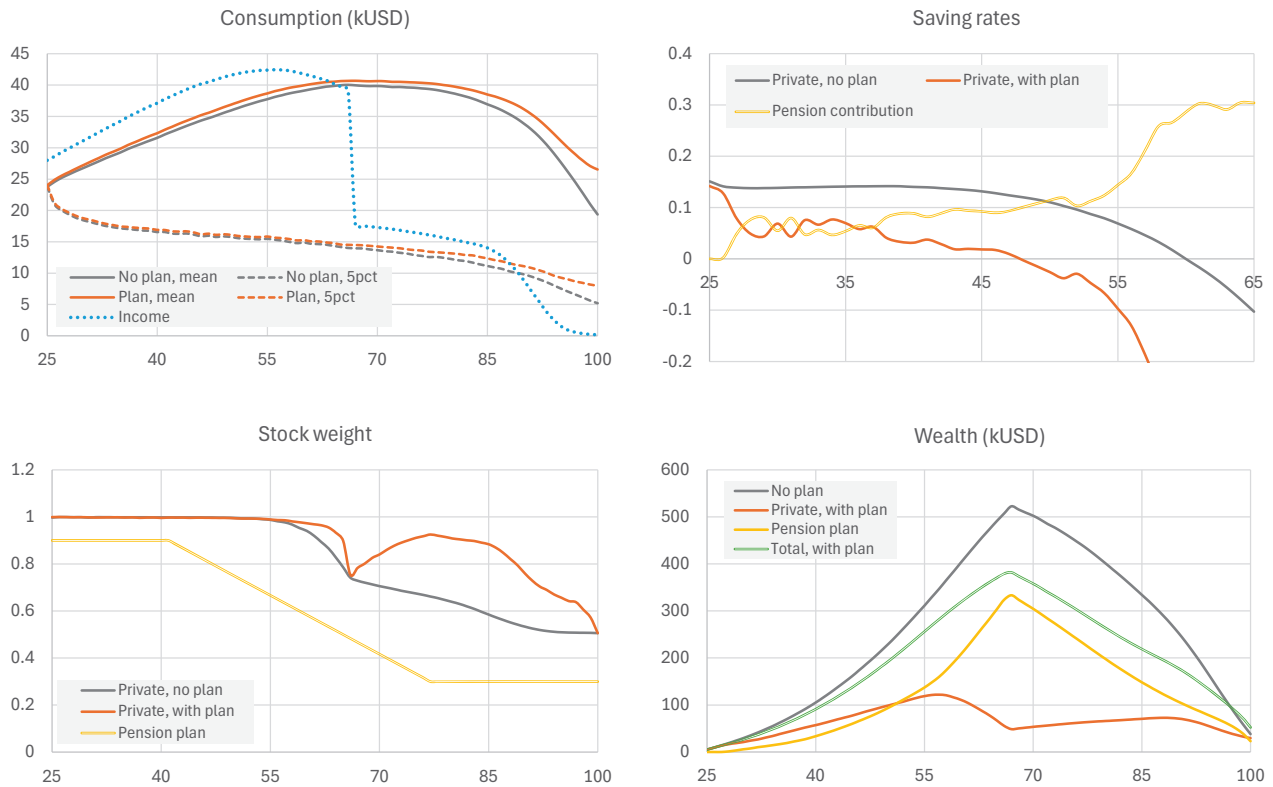 Consumption (kUSD)
45
40
35
30
25
20
15
10
5
0
No plan, mean
No plan, 5pct
Plan, mean
Plan, 5pct
Income
25 40 55 70 85 100
Saving rates
0.4
0.3
0.2
0.1
0
-0.1
-0.2
Private, no plan
Private, with plan
Pension contribution
25 35 45 55 65
Stock weight
1.2
1
0.8
0.6
0.4
0.2
0
Private, no plan
Private, with plan
Pension plan
25 40 55 70 85 100
Wealth (kUSD)
600
500
400
300
200
100
0
No plan
Private, with plan
Pension plan
Total, with plan
25 40 55 70 85 100